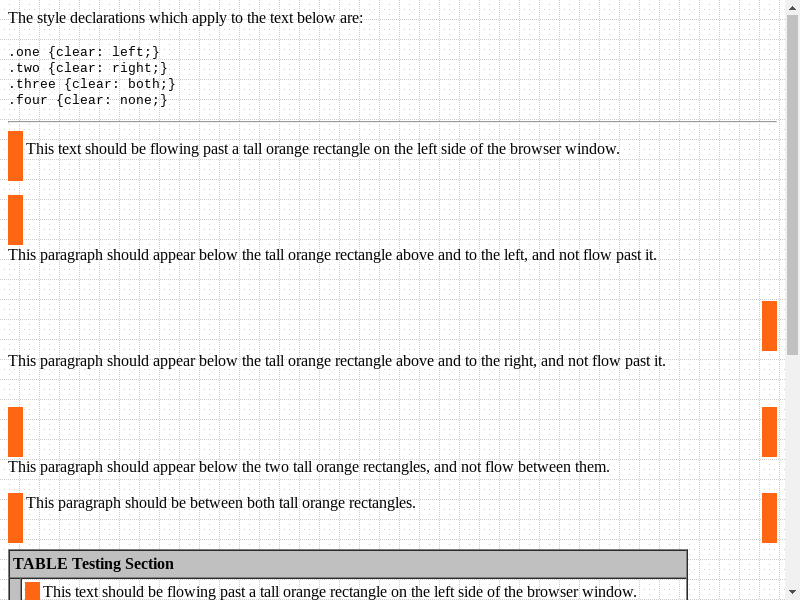 The style declarations which apply to the text below are:
.one {clear: left;}
.two {clear: right;}
.three {clear: both;}
.four {clear: none;}
This text should be flowing past a tall orange rectangle on the left side of the browser window.
This paragraph should appear below the tall orange rectangle above and to the left, and not flow past it.
This paragraph should appear below the tall orange rectangle above and to the right, and not flow past it.
This paragraph should appear below the two tall orange rectangles, and not flow between them.
This paragraph should be between both tall orange rectangles.
TABLE Testing Section
This text should be flowing past a tall orange rectangle on the left side of the browser window.